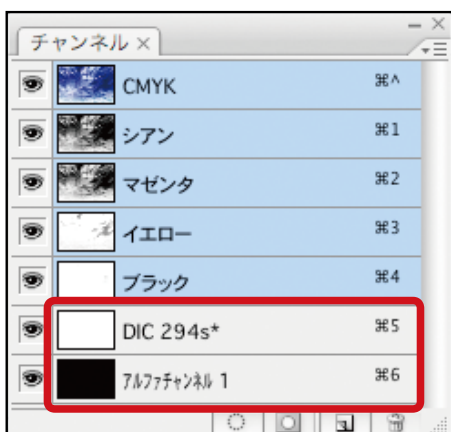 チャンネル ×
CMYK ⌘^
シアン ⌘1
マゼンタ ⌘2
イエロー ⌘3
ブラック ⌘4
DIC 294s* ⌘5
ｱﾙﾌｧﾁｬﾝﾈﾙ 1 ⌘6